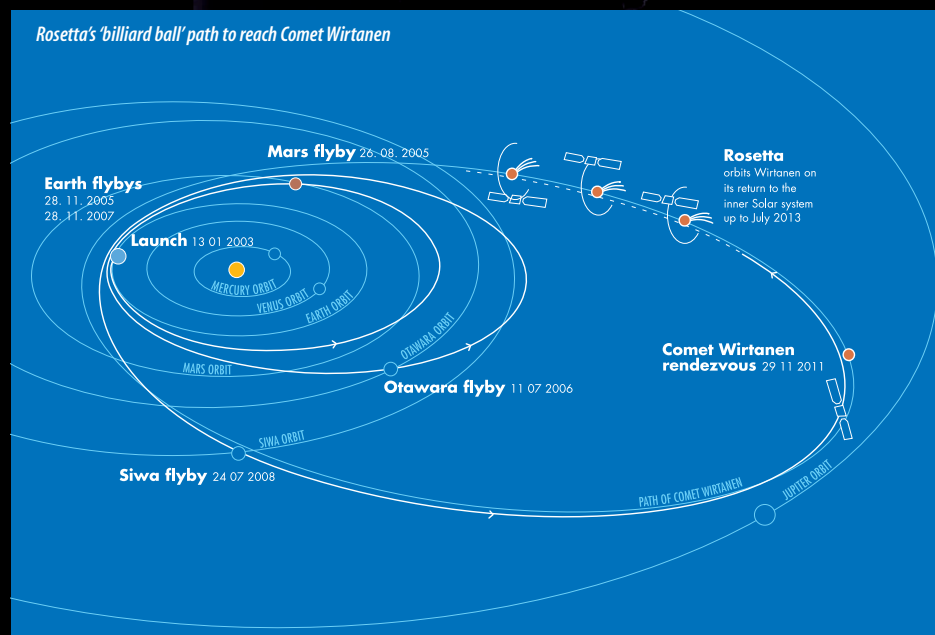 Rosetta's 'billiard ball' path to reach Comet Wirtanen
Mars flyby 26. 08. 2005
Earth flybys
28. 11. 2005
28. 11. 2007
Rosetta
orbits Wirtanen on
its return to the
inner Solar system
up to July 2013
Launch 13 01 2003
MERCURY ORBIT
VENUS ORBIT
EARTH ORBIT
MARS ORBIT
OTAWARA ORBIT
Otawara flyby 11 07 2006
Comet Wirtanen
rendezvous 29 11 2011
SIWA ORBIT
Siwa flyby 24 07 2008
PATH OF COMET WIRTANEN
JUPITER ORBIT